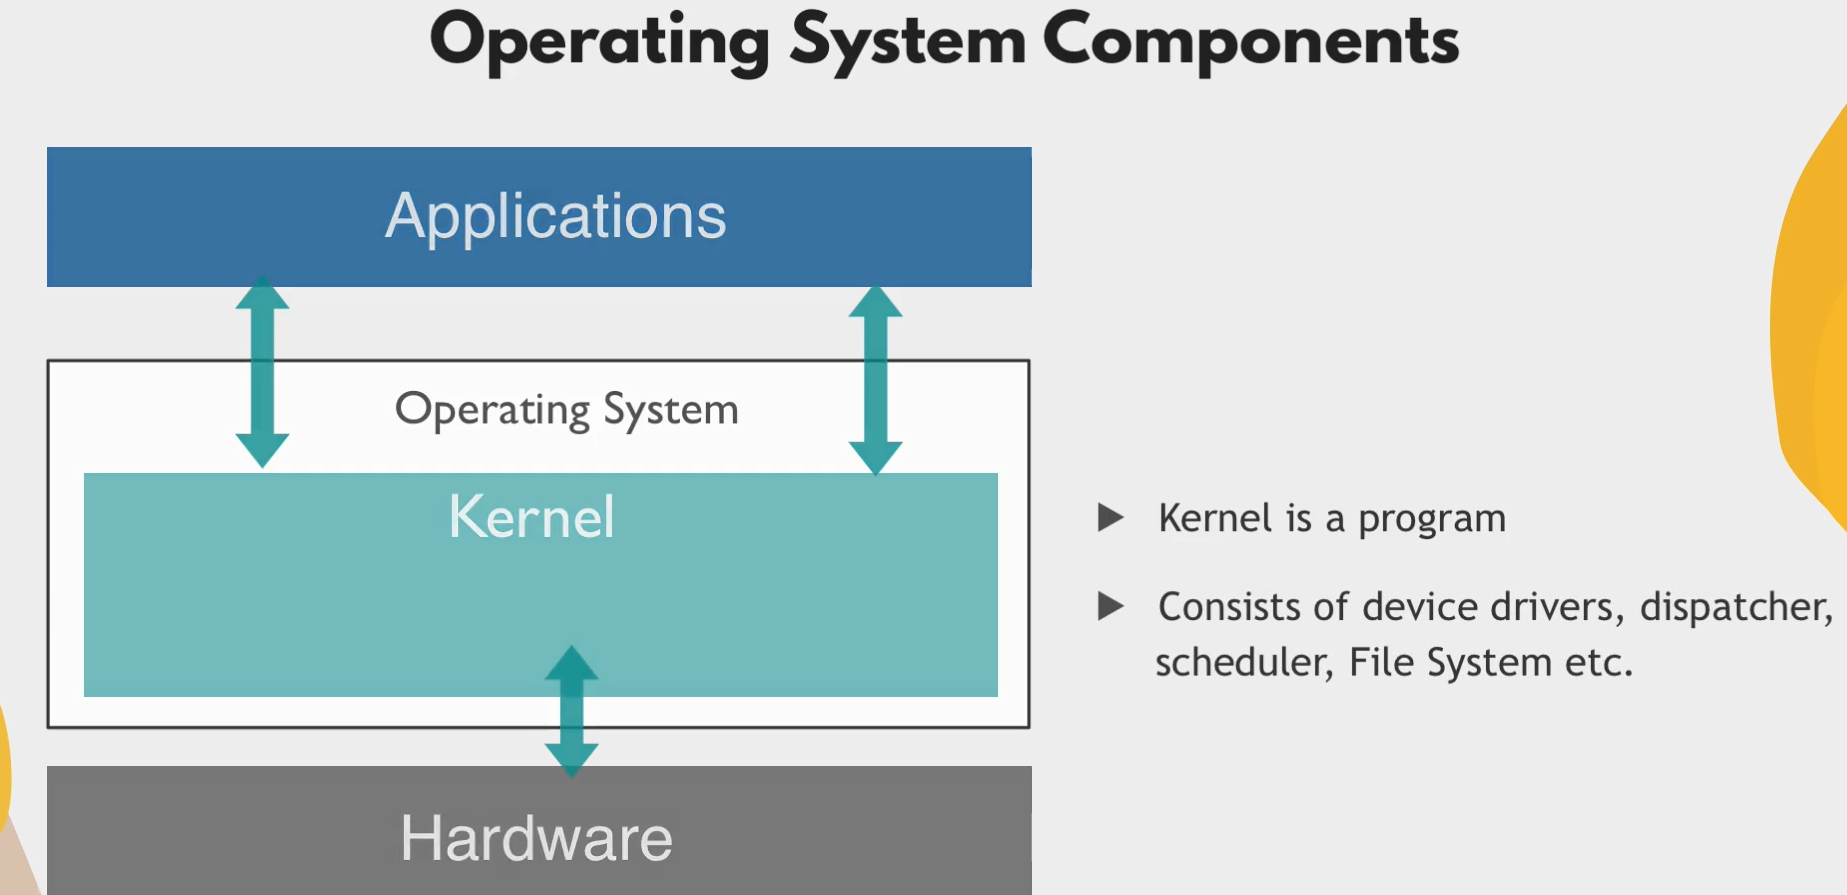 Operating System Components
Applications
Operating System
Kernel
Kernel is a program
Consists of device drivers, dispatcher,
scheduler, File System etc.
Hardware